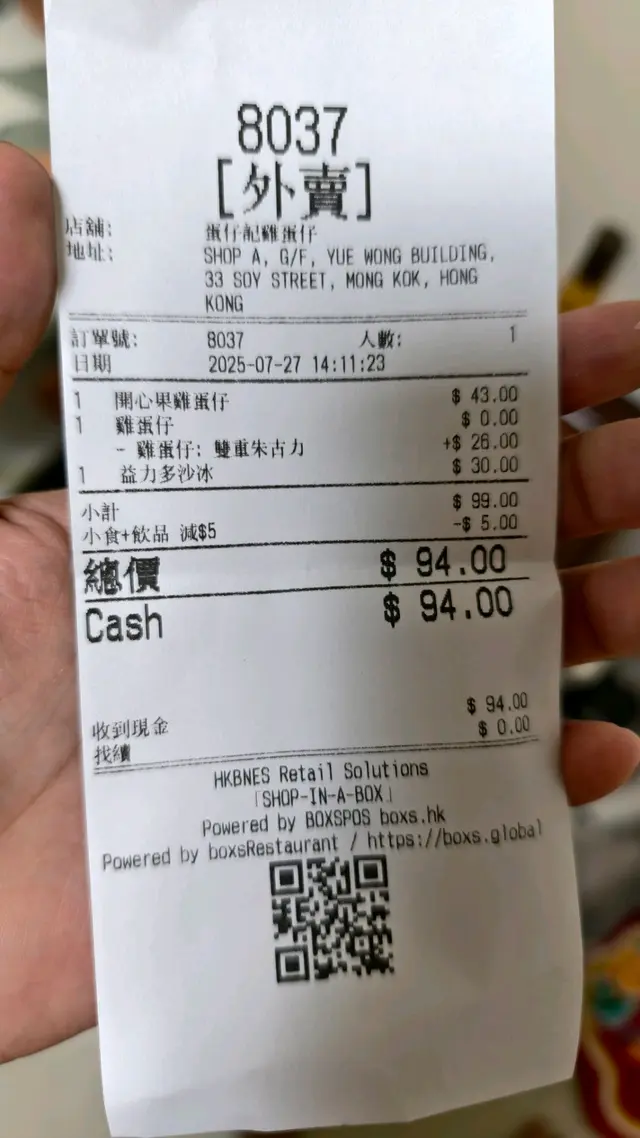 8037
[外賣]
店舖: 蛋仔記雞蛋仔
地址: SHOP A, G/F, YUE WONG BUILDING,
33 SOY STREET, MONG KOK, HONG
KONG
訂單號: 8037 人數: 1
日期 2025-07-27 14:11:23
1 開心果雞蛋仔 $ 43.00
1 雞蛋仔 $ 0.00
- 雞蛋仔: 雙重朱古力 +$ 26.00
1 益力多沙冰 $ 30.00
小計 $ 99.00
小食+飲品 減$5 -$ 5.00
總價 $ 94.00
Cash $ 94.00
收到現金 $ 94.00
找續 $ 0.00
HKBNES Retail Solutions
「SHOP-IN-A-BOX」
Powered by BOXSPOS boxs.hk
Powered by boxsRestaurant / https://boxs.global